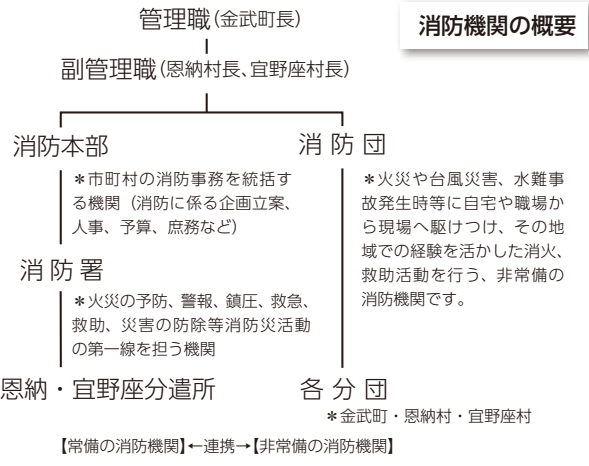 消防機関の概要
管理職(金武町長)
副管理職(恩納村長、宜野座村長)
消防本部
＊市町村の消防事務を統括す
る機関（消防に係る企画立案、
人事、予算、庶務など）
消防署
＊火災の予防、警報、鎮圧、救急、
救助、災害の防除等消防災活動
の第一線を担う機関
恩納・宜野座分遣所
消防団
＊火災や台風災害、水難事
故発生時等に自宅や職場か
ら現場へ駆けつけ、その地
域での経験を活かした消火、
救助活動を行う、非常備の
消防機関です。
各分団
＊金武町・恩納村・宜野座村
【常備の消防機関】←連携→【非常備の消防機関】